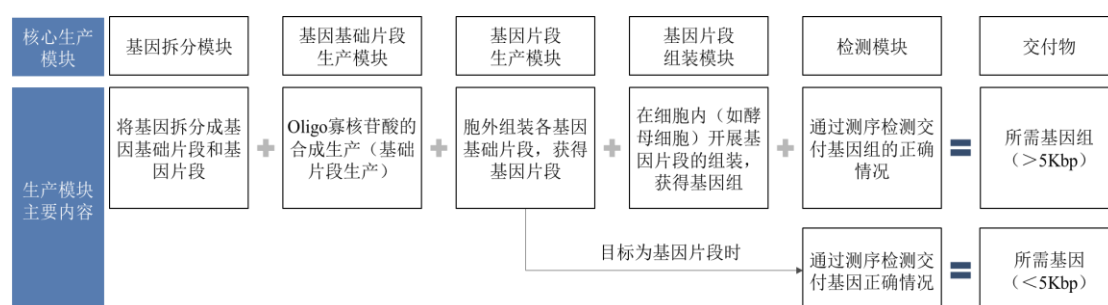 核心生产
模块
基因拆分模块
基因基础片段
生产模块
基因片段
生产模块
基因片段
组装模块
检测模块
交付物
生产模块
主要内容
将基因拆分成基
因基础片段和基
因片段
+
Oligo寡核苷酸的
合成生产（基础
片段生产）
+
胞外组装各基因
基础片段，获得
基因片段
+
在细胞内（如酵
母细胞）开展基
因片段的组装，
获得基因组
+
通过测序检测交
付基因组的正确
情况
=
所需基因组
（＞5Kbp）
目标为基因片段时
通过测序检测交
付基因正确情况
=
所需基因
（＜5Kbp）